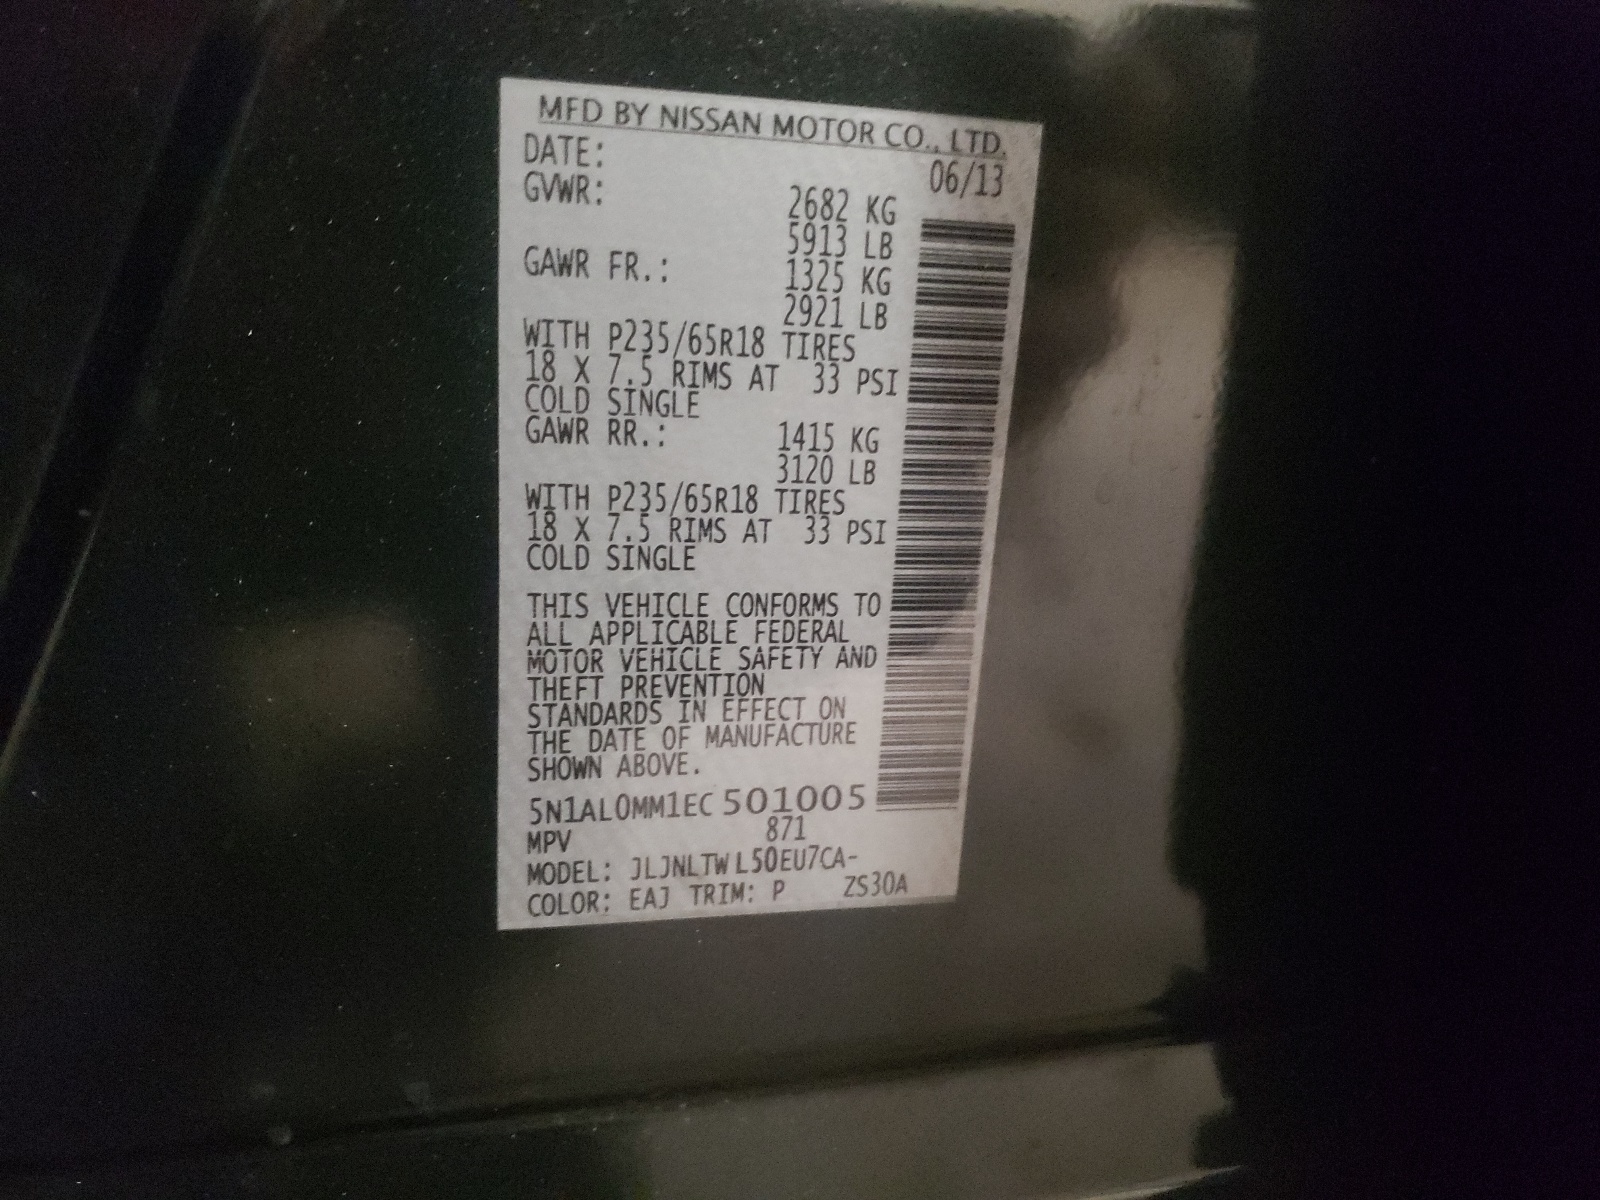 MFD BY NISSAN MOTOR CO., LTD.
DATE: 06/13
GVWR: 2682 KG
5913 LB
GAWR FR.: 1325 KG
2921 LB
WITH P235/65R18 TIRES
18 X 7.5 RIMS AT 33 PSI
COLD SINGLE
GAWR RR.: 1415 KG
3120 LB
WITH P235/65R18 TIRES
18 X 7.5 RIMS AT 33 PSI
COLD SINGLE
THIS VEHICLE CONFORMS TO
ALL APPLICABLE FEDERAL
MOTOR VEHICLE SAFETY AND
THEFT PREVENTION
STANDARDS IN EFFECT ON
THE DATE OF MANUFACTURE
SHOWN ABOVE.
5N1AL0MM1EC501005
MPV 871
MODEL: JLJNLTWL50EU7CA-
COLOR: EAJ TRIM: P ZS30A